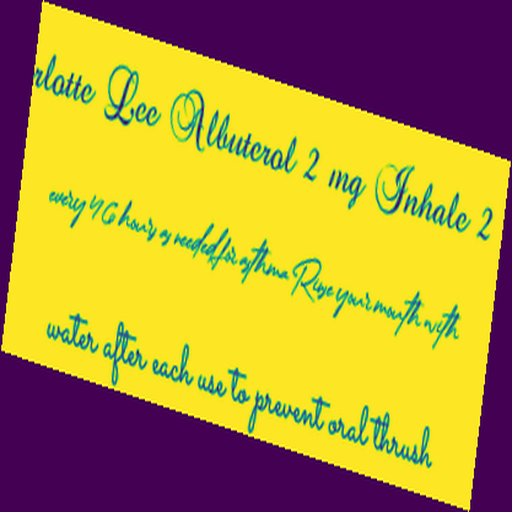 rlotte Lee Albuterol 2 mg Inhale 2
every 4 6 hours as needed for asthma Rinse your mouth with
water after each use to prevent oral thrush